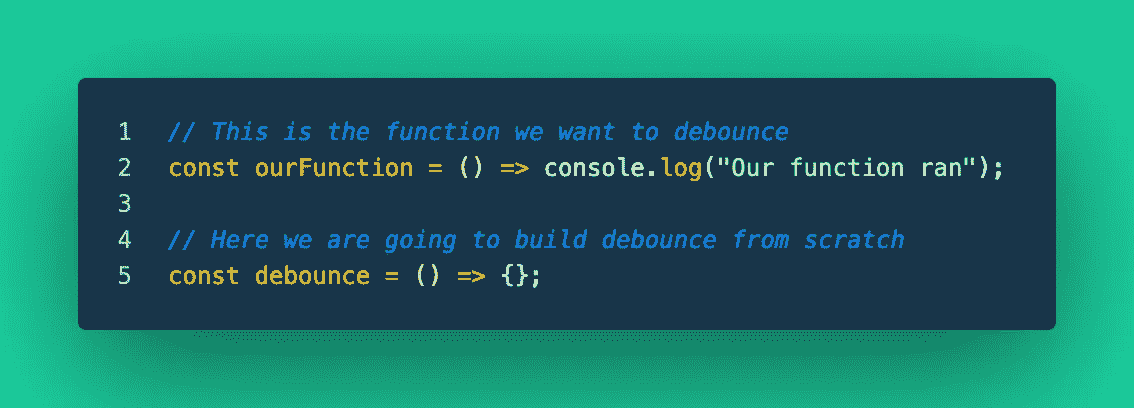 1 // This is the function we want to debounce
2 const ourFunction = () => console.log("Our function ran");
3
4 // Here we are going to build debounce from scratch
5 const debounce = () => {};